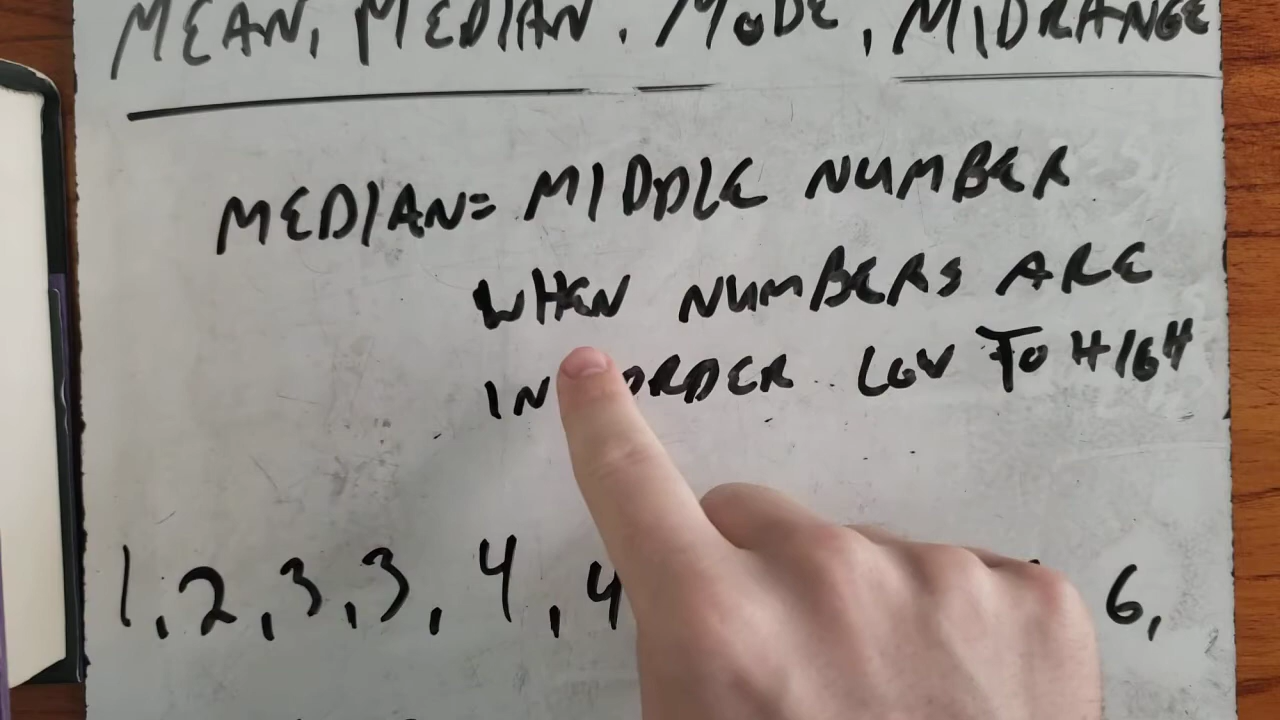 MEAN, MEDIAN, MODE, MIDRANGE
MEDIAN= MIDDLE NUMBER
WHEN NUMBERS ARE
IN ORDER LOW TO HIGH
1, 2, 3, 3, 4, 4 6,